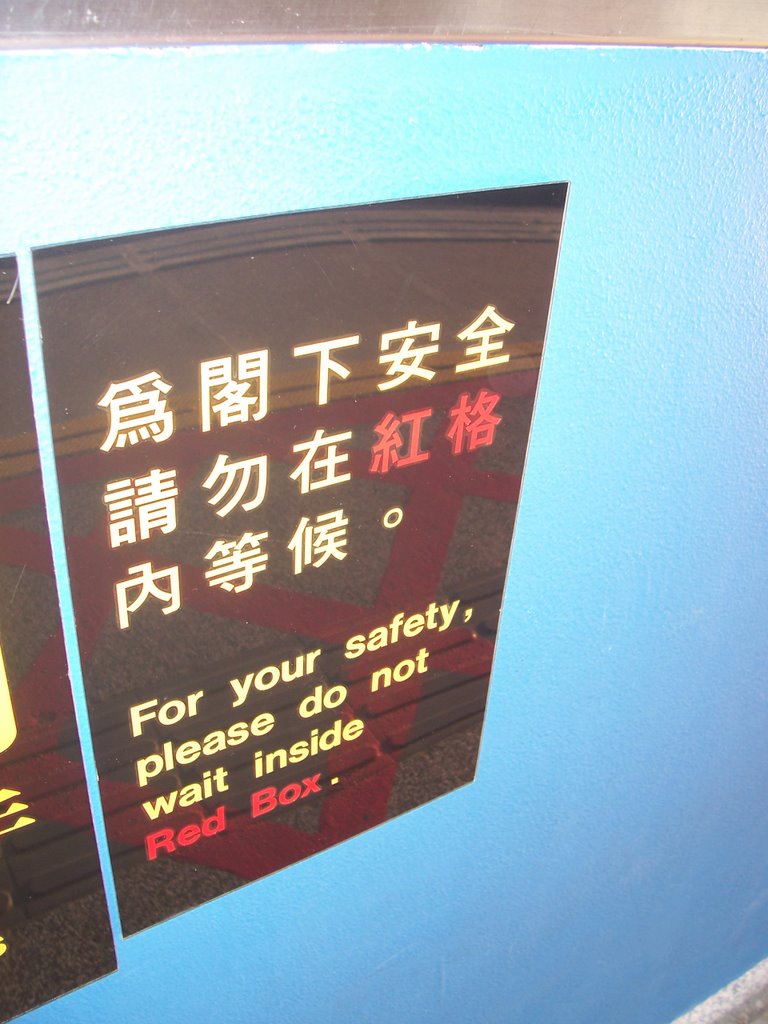 為閣下安全
請勿在紅格
內等候。
For your safety,
please do not
wait inside
Red Box.